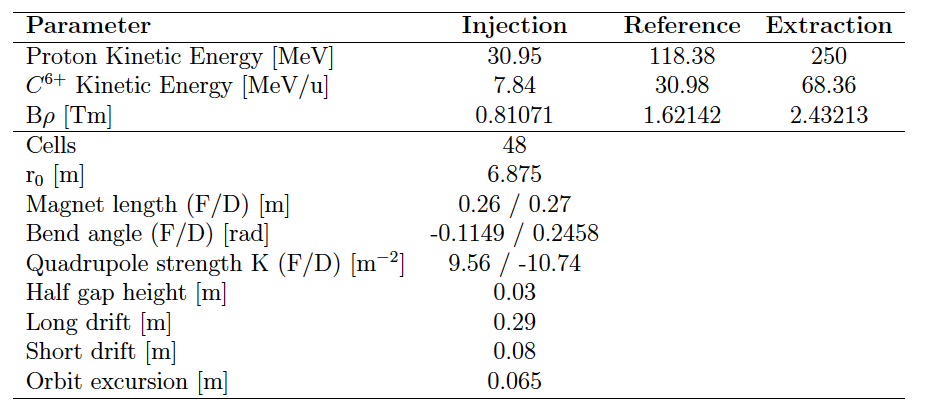 Parameter Injection Reference Extraction
Proton Kinetic Energy [MeV] 30.95 118.38 250
C⁶⁺ Kinetic Energy [MeV/u] 7.84 30.98 68.36
Bρ [Tm] 0.81071 1.62142 2.43213
Cells 48
r₀ [m] 6.875
Magnet length (F/D) [m] 0.26 / 0.27
Bend angle (F/D) [rad] -0.1149 / 0.2458
Quadrupole strength K (F/D) [m⁻²] 9.56 / -10.74
Half gap height [m] 0.03
Long drift [m] 0.29
Short drift [m] 0.08
Orbit excursion [m] 0.065